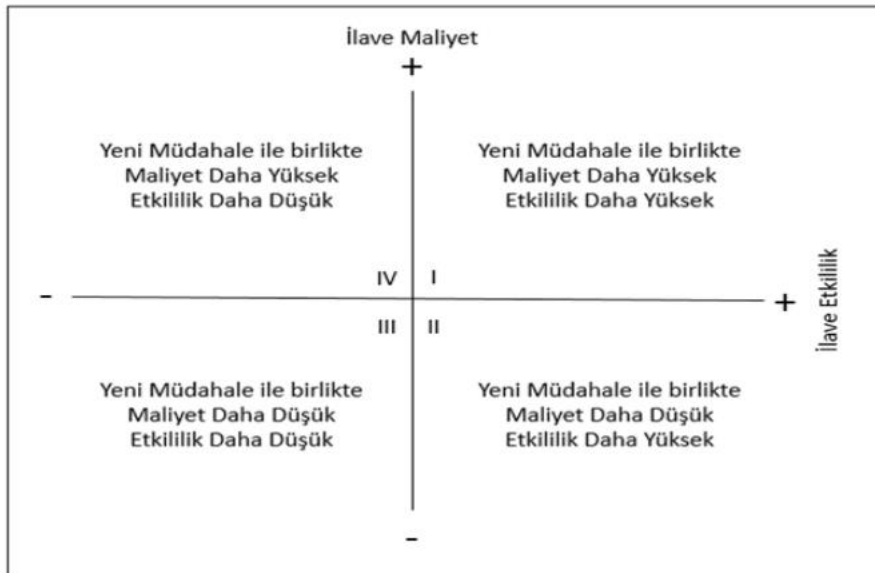 İlave Maliyet
+
Yeni Müdahale ile birlikte
Maliyet Daha Yüksek
Etkililik Daha Düşük
Yeni Müdahale ile birlikte
Maliyet Daha Yüksek
Etkililik Daha Yüksek
IV
I
-
+
İlave Etkililik
III
II
Yeni Müdahale ile birlikte
Maliyet Daha Düşük
Etkililik Daha Düşük
Yeni Müdahale ile birlikte
Maliyet Daha Düşük
Etkililik Daha Yüksek
-